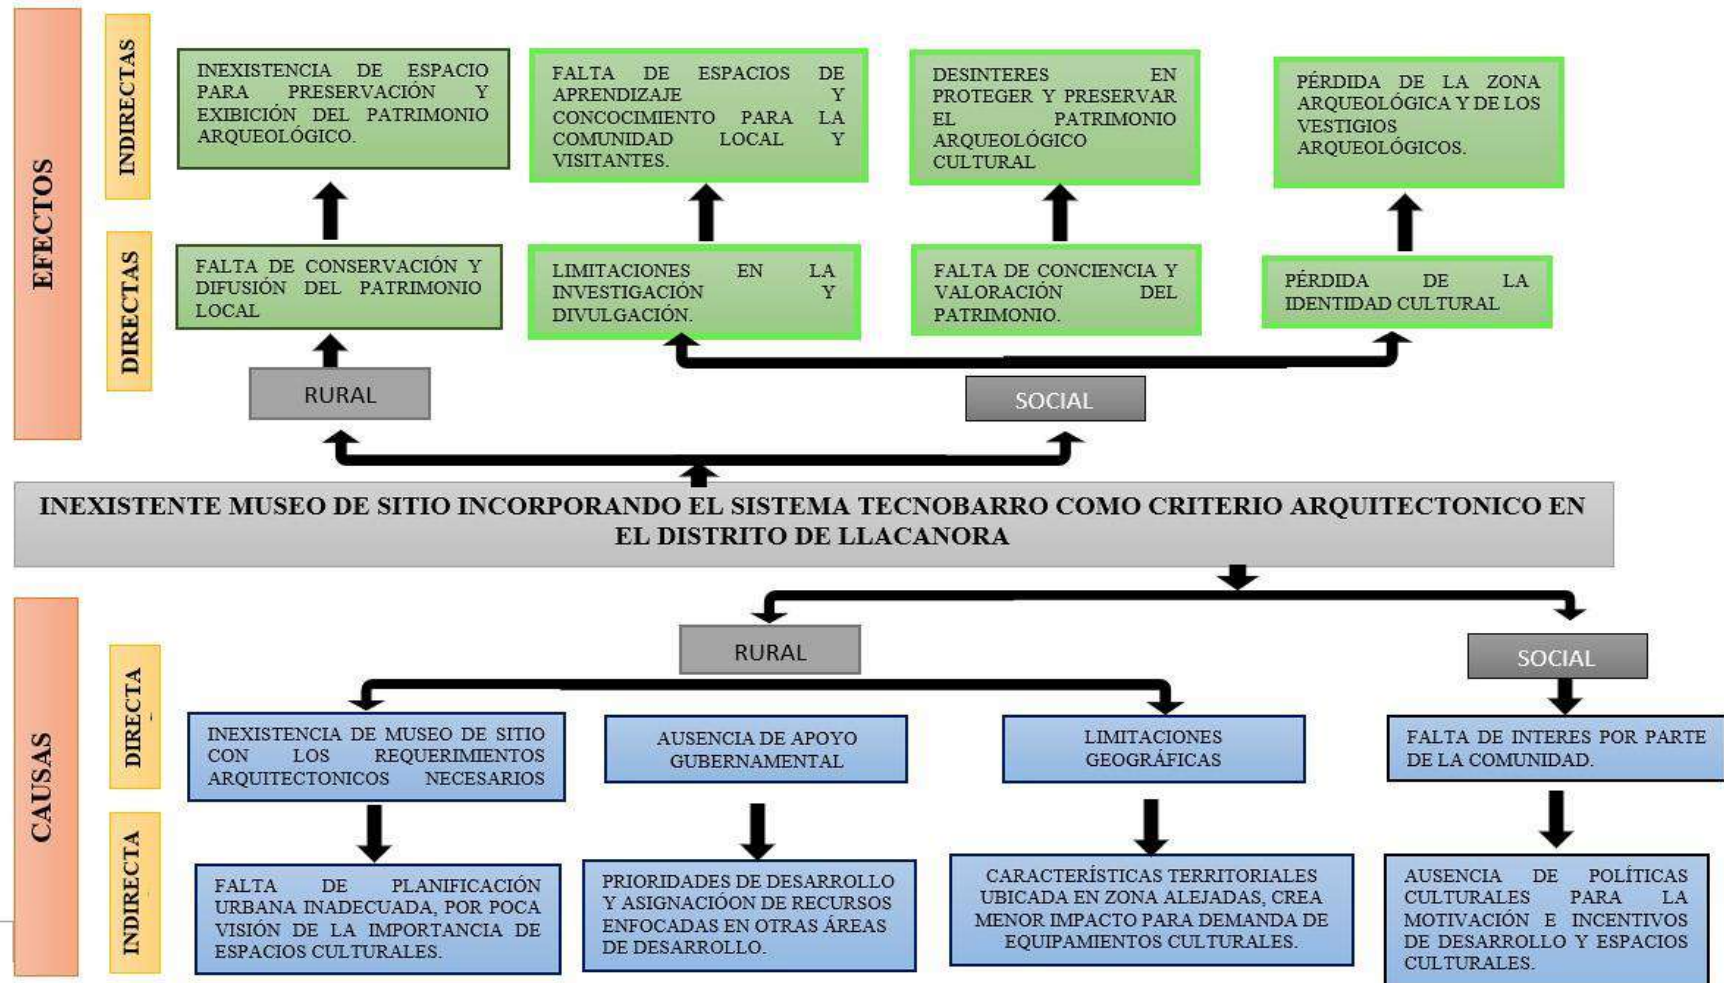 EFECTOS
INDIRECTAS
INEXISTENCIA DE ESPACIO
PARA PRESERVACIÓN Y
EXIBICIÓN DEL PATRIMONIO
ARQUEOLÓGICO.
FALTA DE ESPACIOS DE
APRENDIZAJE Y
CONCOCIMIENTO PARA LA
COMUNIDAD LOCAL Y
VISITANTES.
DESINTERES EN
PROTEGER Y PRESERVAR
EL PATRIMONIO
ARQUEOLÓGICO
CULTURAL
PÉRDIDA DE LA ZONA
ARQUEOLÓGICA Y DE LOS
VESTIGIOS
ARQUEOLÓGICOS.
DIRECTAS
FALTA DE CONSERVACIÓN Y
DIFUSIÓN DEL PATRIMONIO
LOCAL
LIMITACIONES EN LA
INVESTIGACIÓN Y
DIVULGACIÓN.
FALTA DE CONCIENCIA Y
VALORACIÓN DEL
PATRIMONIO.
PÉRDIDA DE LA
IDENTIDAD CULTURAL
RURAL
SOCIAL
INEXISTENTE MUSEO DE SITIO INCORPORANDO EL SISTEMA TECNOBARRO COMO CRITERIO ARQUITECTONICO EN
EL DISTRITO DE LLACANORA
CAUSAS
RURAL
SOCIAL
DIRECTA
INEXISTENCIA DE MUSEO DE SITIO
CON LOS REQUERIMIENTOS
ARQUITECTONICOS NECESARIOS
AUSENCIA DE APOYO
GUBERNAMENTAL
LIMITACIONES
GEOGRÁFICAS
FALTA DE INTERES POR PARTE
DE LA COMUNIDAD.
INDIRECTA
FALTA DE PLANIFICACIÓN
URBANA INADECUADA, POR POCA
VISIÓN DE LA IMPORTANCIA DE
ESPACIOS CULTURALES.
PRIORIDADES DE DESARROLLO
Y ASIGNACIÓON DE RECURSOS
ENFOCADAS EN OTRAS ÁREAS
DE DESARROLLO.
CARACTERÍSTICAS TERRITORIALES
UBICADA EN ZONA ALEJADAS, CREA
MENOR IMPACTO PARA DEMANDA DE
EQUIPAMIENTOS CULTURALES.
AUSENCIA DE POLÍTICAS
CULTURALES PARA LA
MOTIVACIÓN E INCENTIVOS
DE DESARROLLO Y ESPACIOS
CULTURALES.